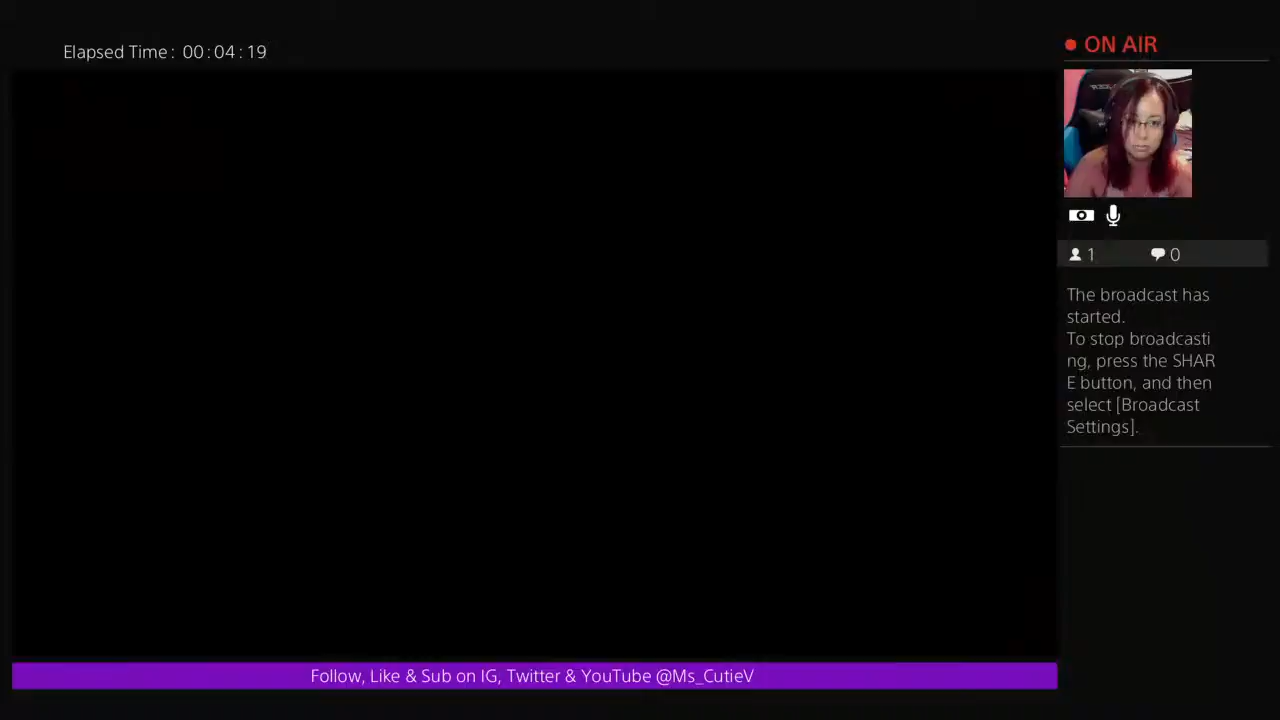 Elapsed Time: 00:04:19
ON AIR
1 0
The broadcast has
started.
To stop broadcasti
ng, press the SHAR
E button, and then
select [Broadcast
Settings].
Follow, Like & Sub on IG, Twitter & YouTube @Ms_CutieV